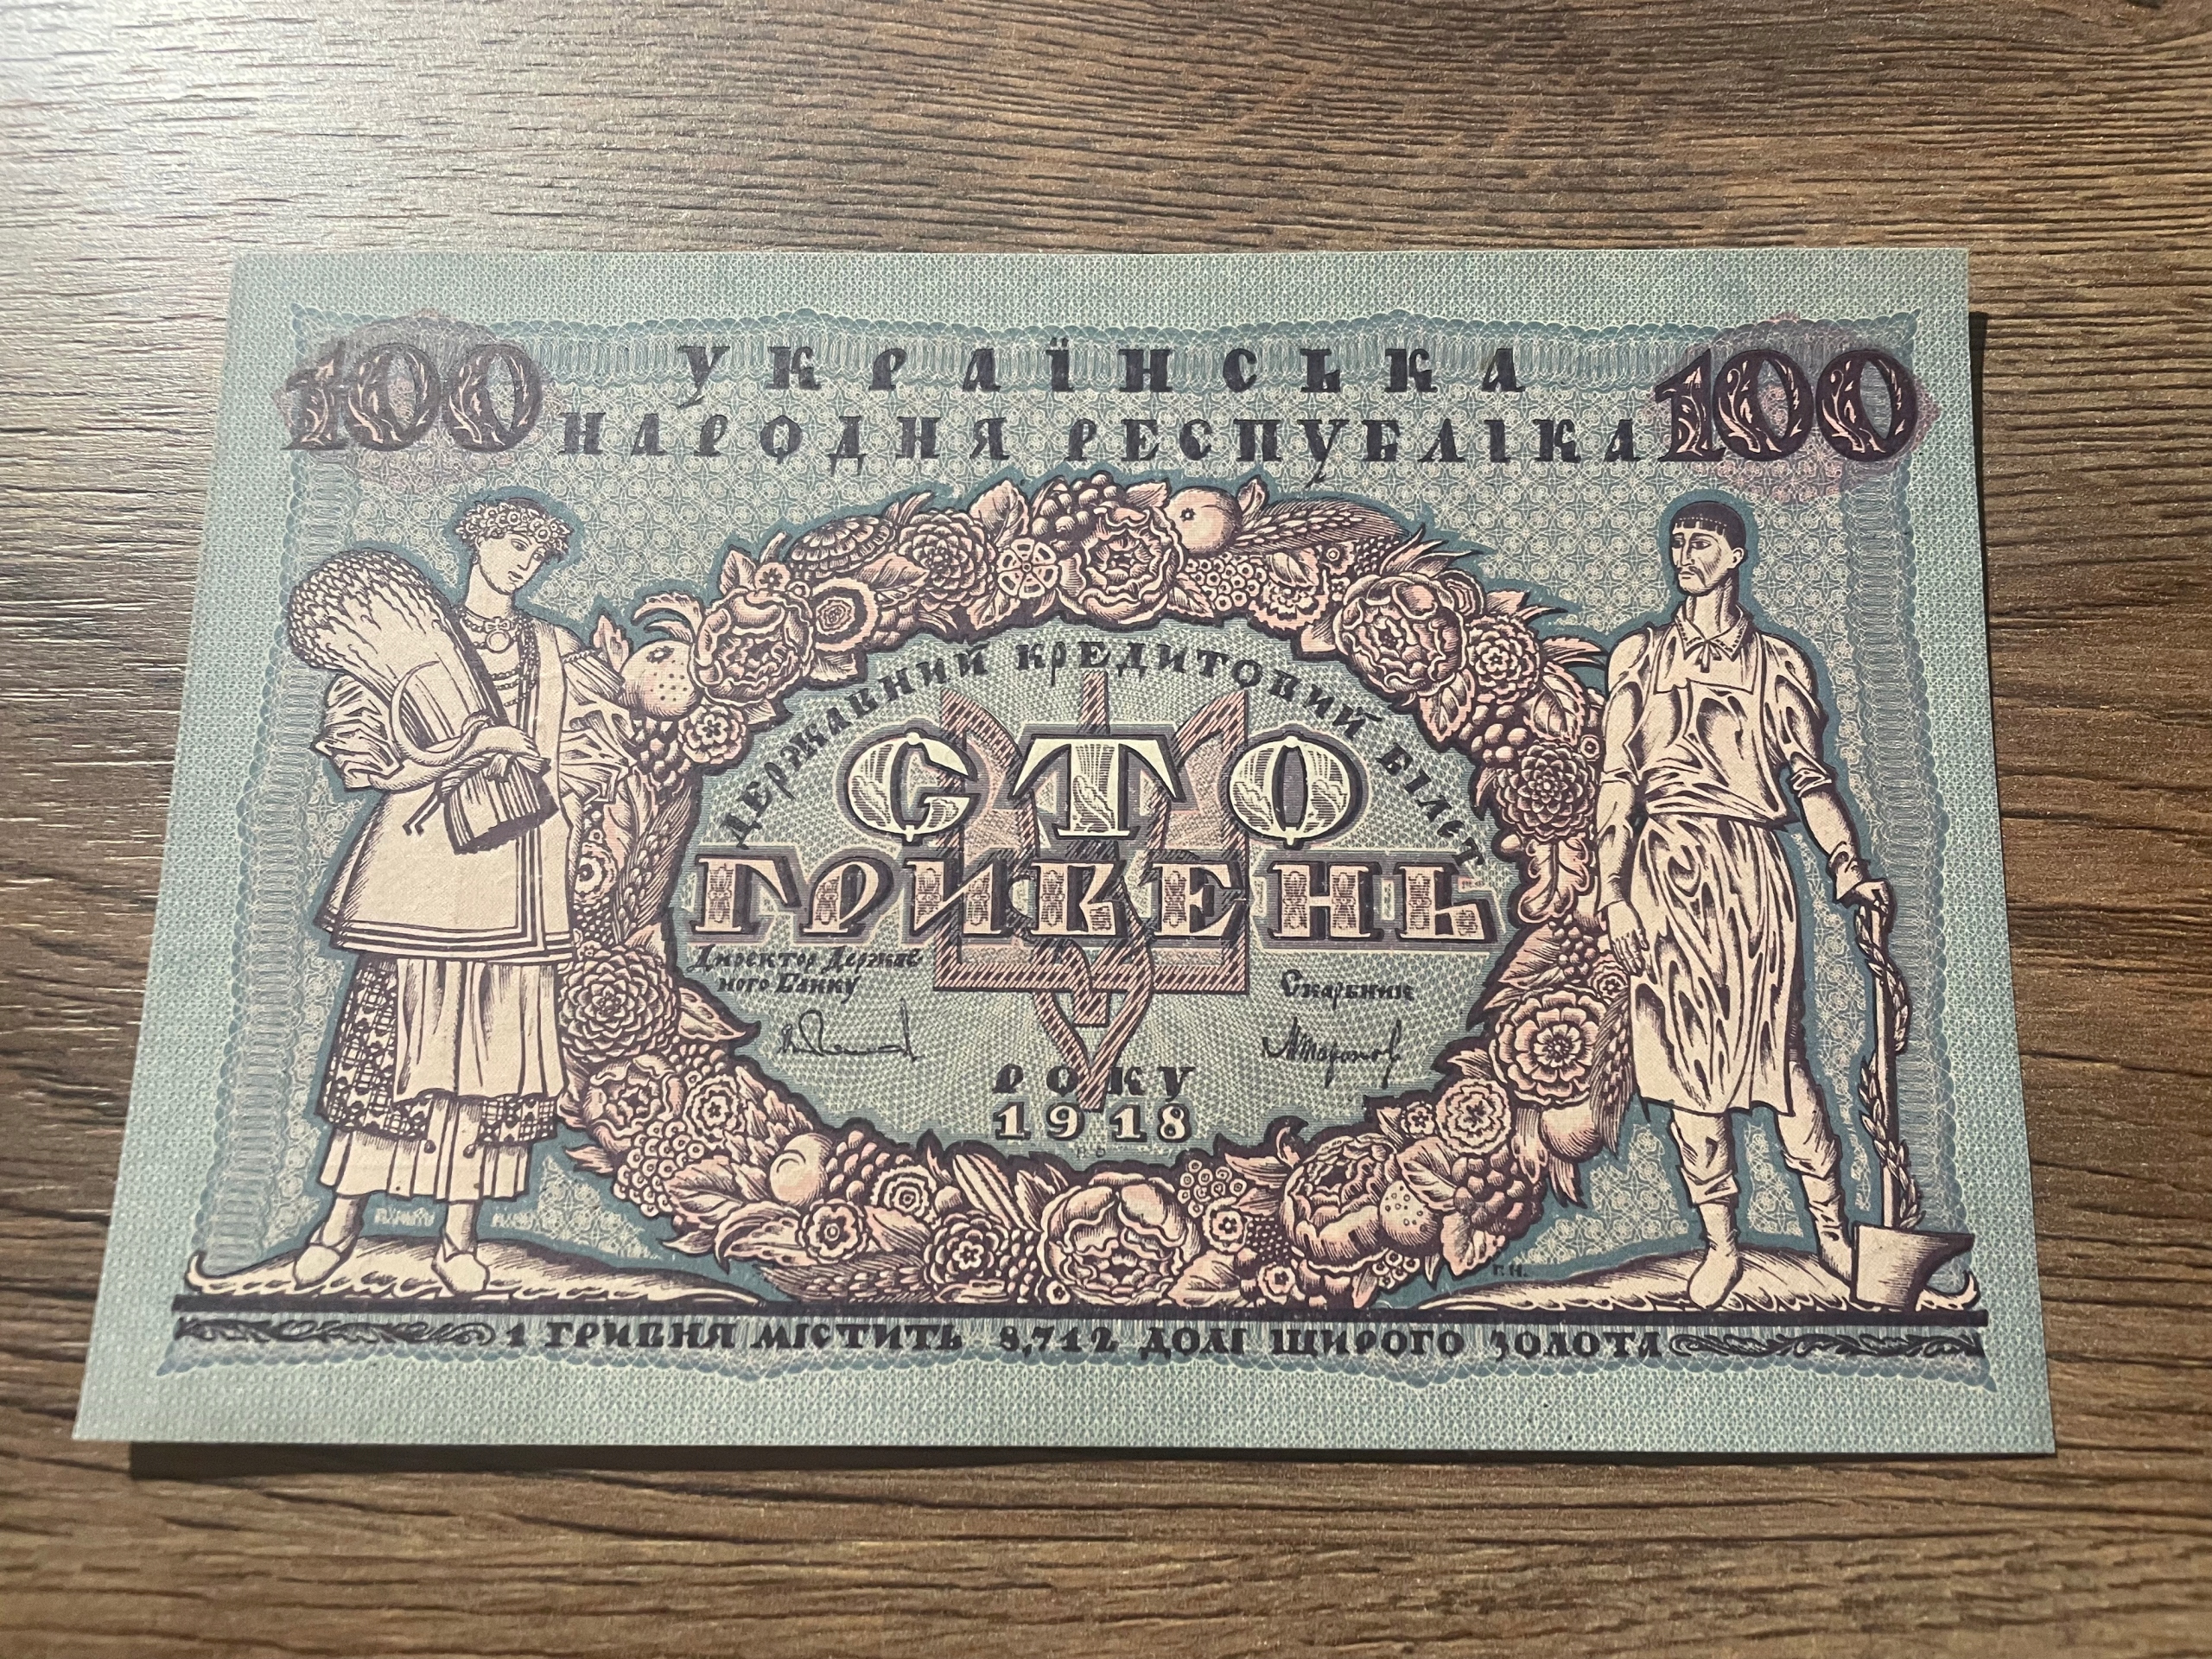 100 УКРАЇНСЬКА 100
НАРОДНЯ РЕСПУБЛІКА
ДЕРЖАВНИЙ КРЕДИТОВИЙ БІЛЕТ
СТО
ГРИВЕНЬ
Директор Держав-
ного Банку
Скарбник
РОКУ
1918
Г.Н.
1 ГРИВНЯ МІСТИТЬ 8,712 ДОЛІ ЩИРОГО ЗОЛОТА